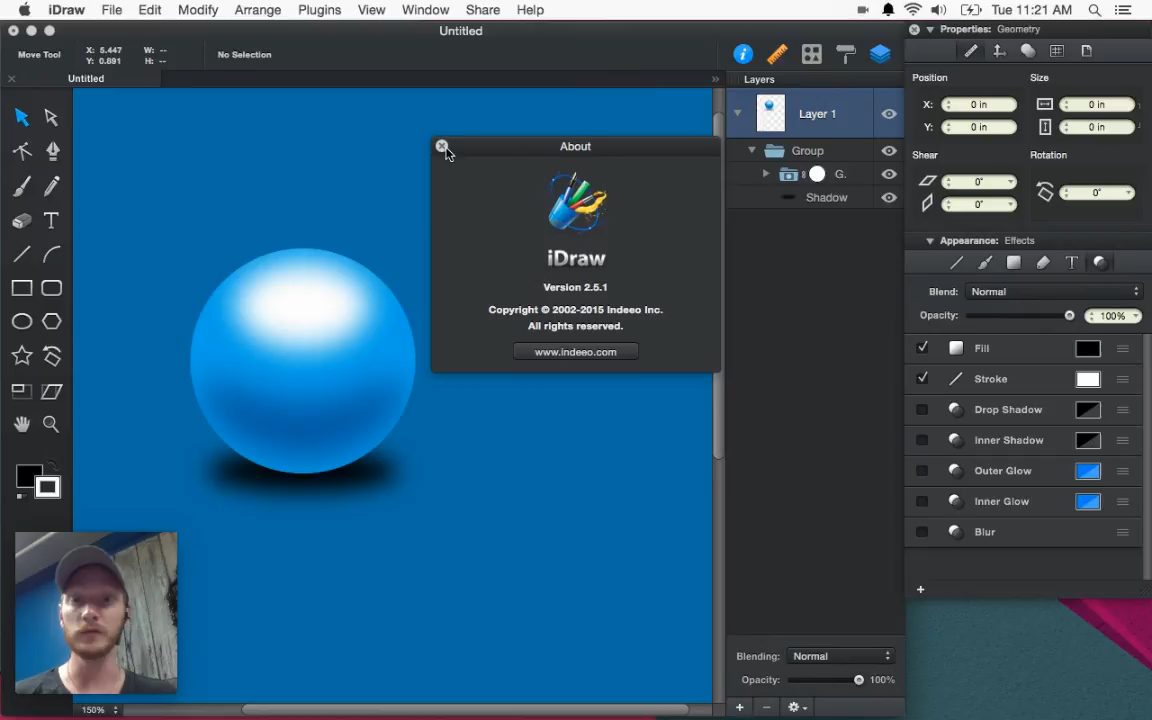 iDraw File Edit Modify Arrange Plugins View Window Share Help Tue 11:21 AM
Untitled
Move Tool X: 5.447 W: -- No Selection
Y: 0.891 H: --
Untitled
Layers
Layer 1
Group
G.
Shadow
Blending: Normal
Opacity: 100%
About
iDraw
Version 2.5.1
Copyright © 2002-2015 Indeeo Inc.
All rights reserved.
www.indeeo.com
150%
Properties: Geometry
Position Size
X: 0 in 0 in
Y: 0 in 0 in
Shear Rotation
0° 0°
0°
Appearance: Effects
Blend: Normal
Opacity: 100%
Fill
Stroke
Drop Shadow
Inner Shadow
Outer Glow
Inner Glow
Blur